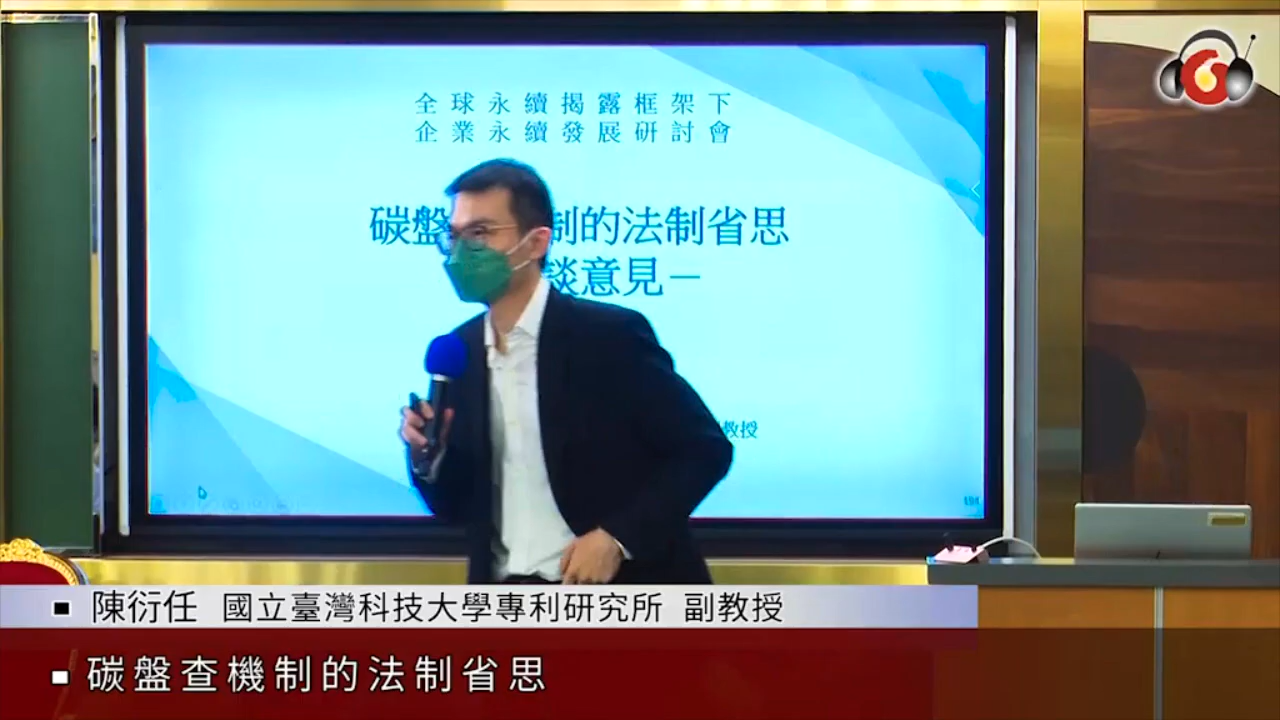 全球永續揭露框架下
企業永續發展研討會
碳盤 制的法制省思
談意見－
教授
陳衍任 國立臺灣科技大學專利研究所 副教授
碳盤查機制的法制省思